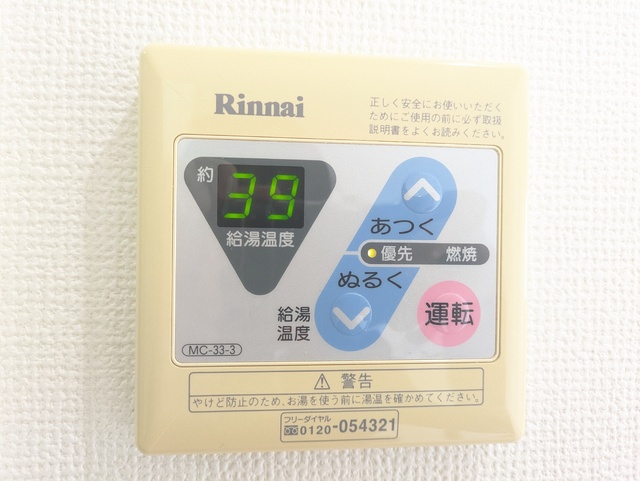 Rinnai
正しく安全にお使いいただく
ためにご使用の前に必ず取扱
説明書をよくお読みください。
約
39
給湯温度
あつく
優先 燃焼
ぬるく
給湯
温度
運転
MC-33-3
⚠ 警告
やけど防止のため、お湯を使う前に湯温を確かめてください。
フリーダイヤル
0120-054321